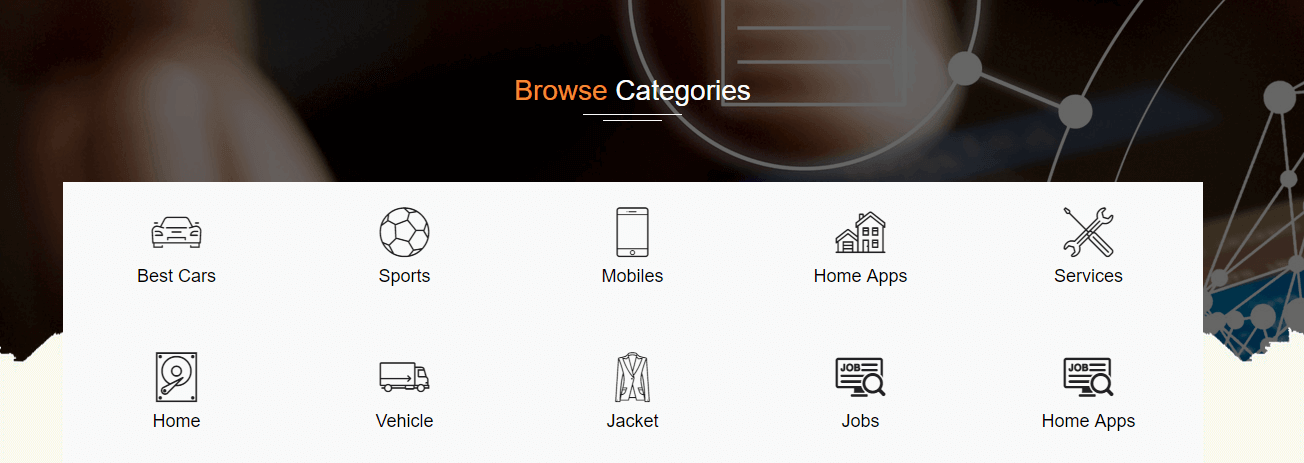 Browse Categories
Best Cars
Sports
Mobiles
Home Apps
Services
JOB
JOB
Home
Vehicle
Jacket
Jobs
Home Apps